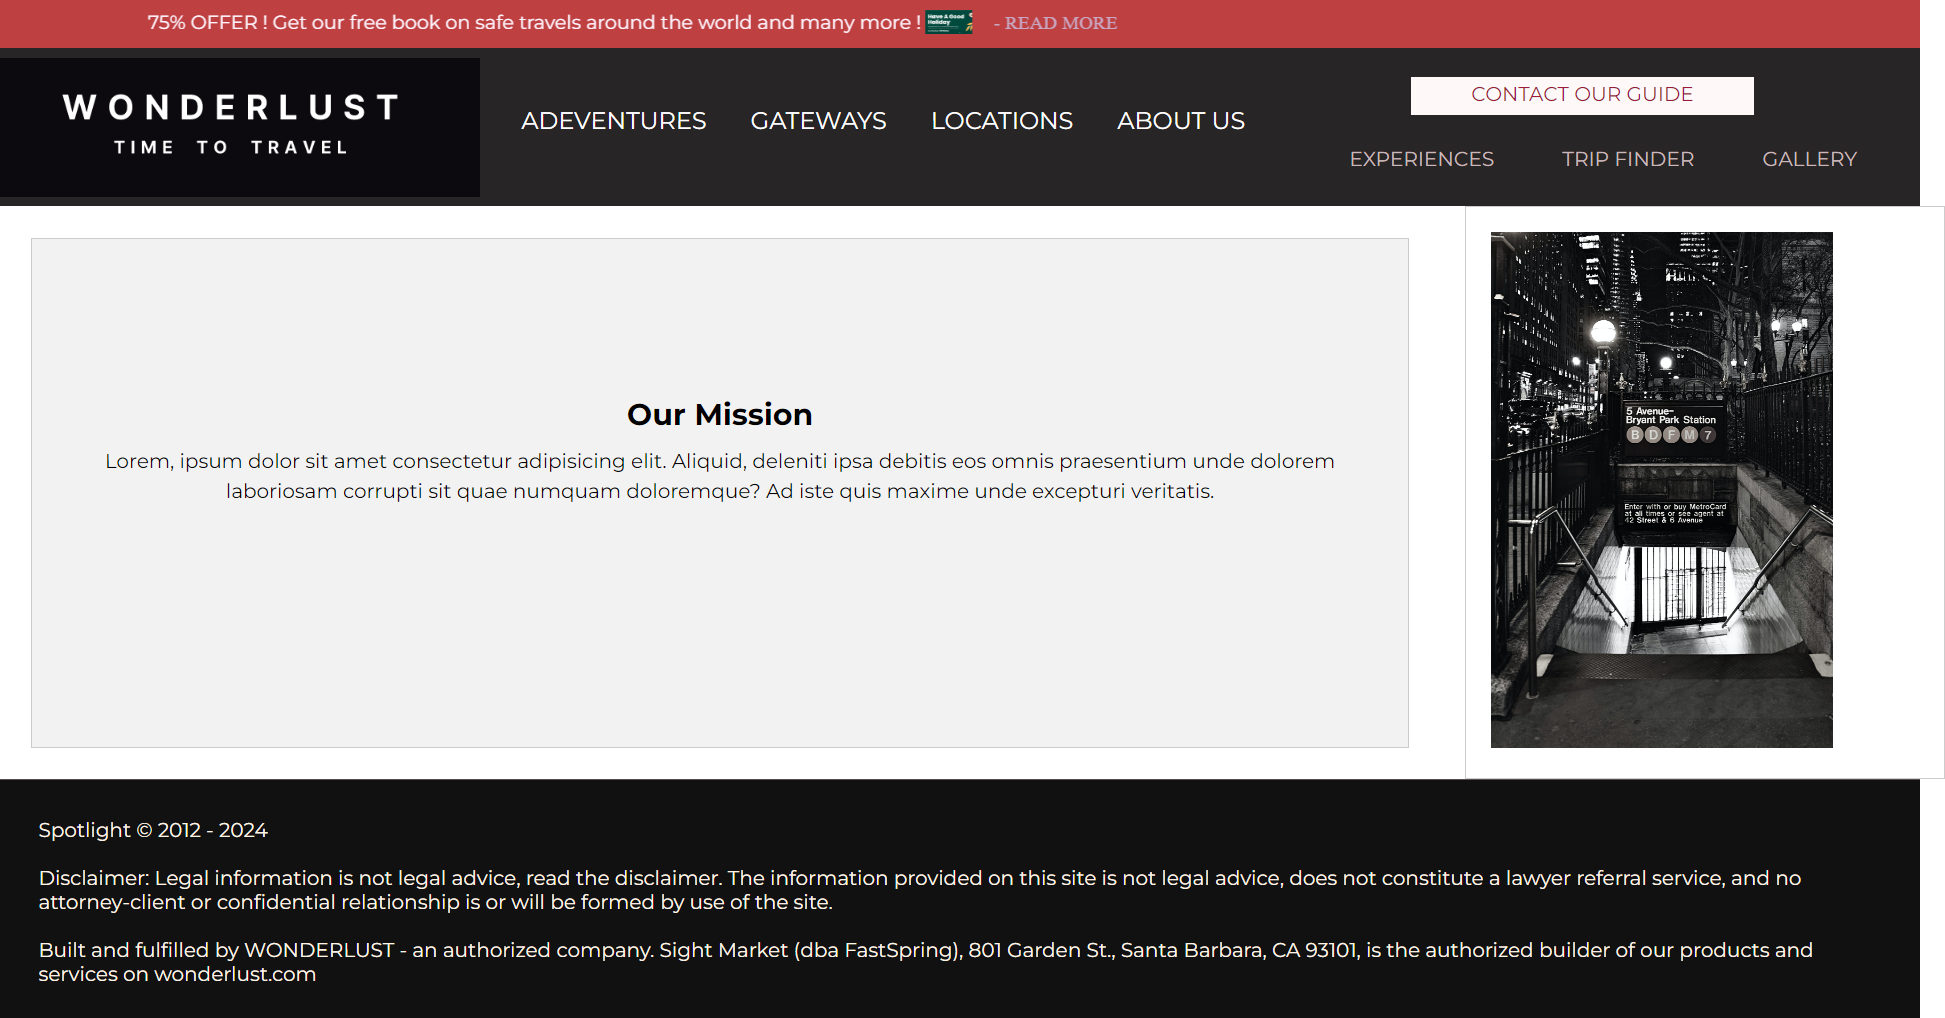 75% OFFER ! Get our free book on safe travels around the world and many more ! Have A Good Holiday - READ MORE
WONDERLUST
TIME TO TRAVEL
ADEVENTURES GATEWAYS LOCATIONS ABOUT US
CONTACT OUR GUIDE
EXPERIENCES TRIP FINDER GALLERY
Our Mission
Lorem, ipsum dolor sit amet consectetur adipisicing elit. Aliquid, deleniti ipsa debitis eos omnis praesentium unde dolorem
laboriosam corrupti sit quae numquam doloremque? Ad iste quis maxime unde excepturi veritatis.
5 Avenue-
Bryant Park Station
B D F M 7
Enter with or buy MetroCard
at all times or see agent at
42 Street & 6 Avenue
Spotlight © 2012 - 2024
Disclaimer: Legal information is not legal advice, read the disclaimer. The information provided on this site is not legal advice, does not constitute a lawyer referral service, and no
attorney-client or confidential relationship is or will be formed by use of the site.
Built and fulfilled by WONDERLUST - an authorized company. Sight Market (dba FastSpring), 801 Garden St., Santa Barbara, CA 93101, is the authorized builder of our products and
services on wonderlust.com